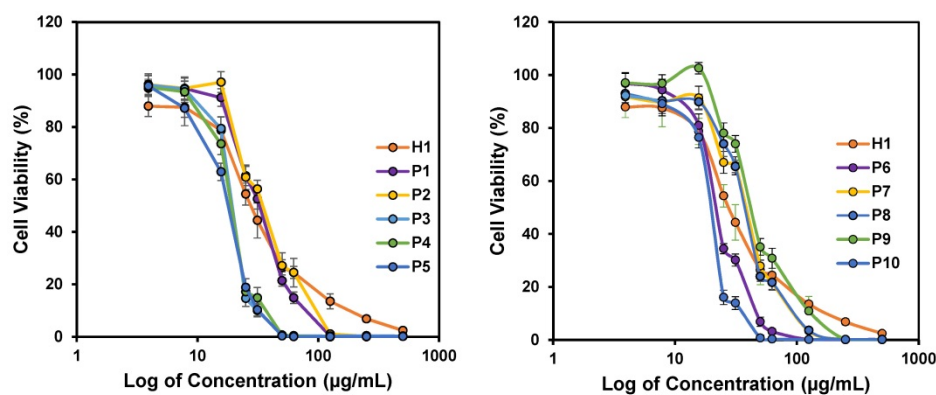 120
100
80
60
40
20
0
Cell Viability (%)
1
10
100
1000
Log of Concentration (µg/mL)
H1
P1
P2
P3
P4
P5
120
100
80
60
40
20
0
Cell Viability (%)
1
10
100
1000
Log of Concentration (µg/mL)
H1
P6
P7
P8
P9
P10